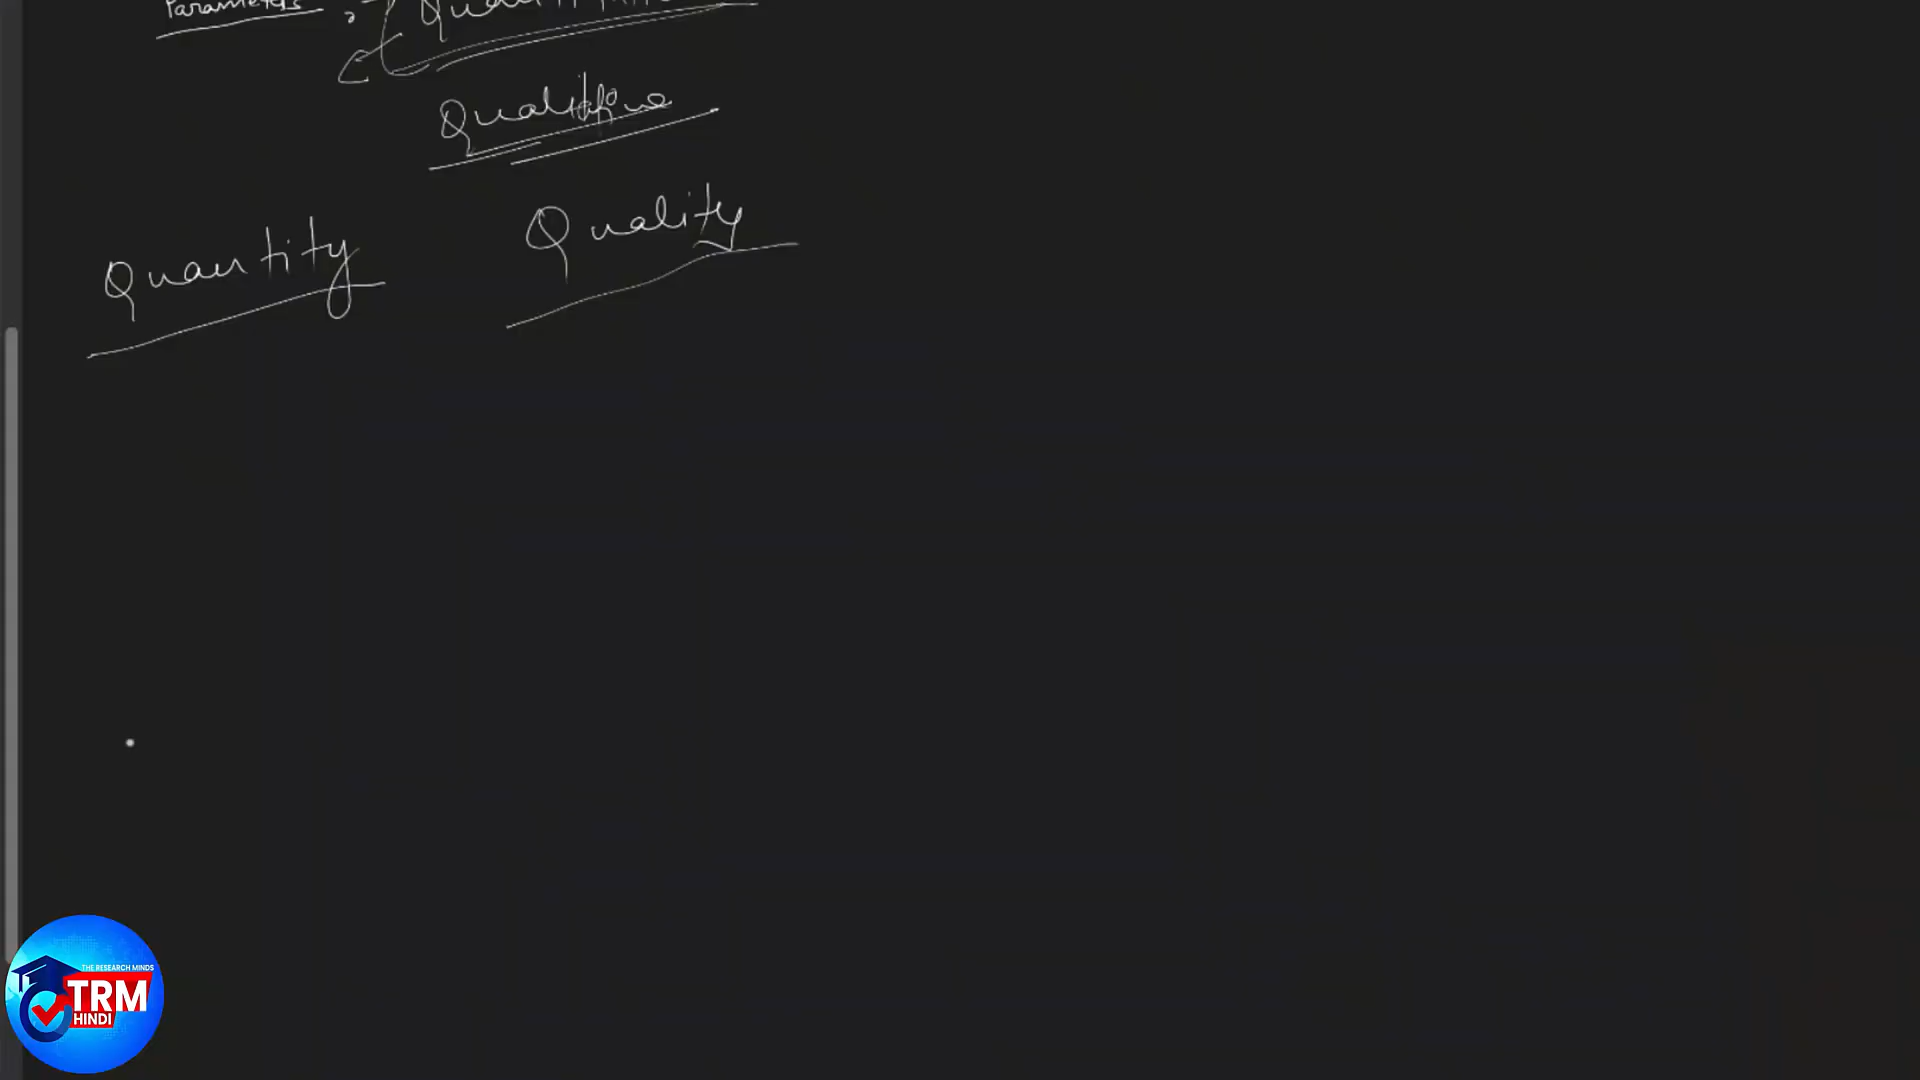 Parameters
Qualitative
Quantity Quality
THE RESEARCH MINDS
TRM
HINDI